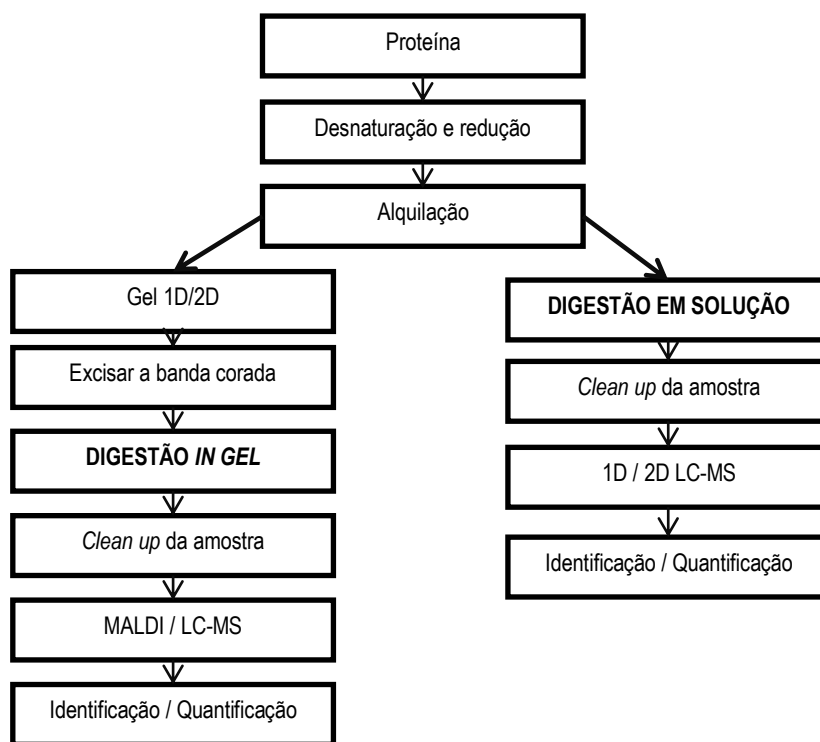 Proteína
Desnaturação e redução
Alquilação
Gel 1D/2D
Excisar a banda corada
DIGESTÃO IN GEL
Clean up da amostra
MALDI / LC-MS
Identificação / Quantificação
DIGESTÃO EM SOLUÇÃO
Clean up da amostra
1D / 2D LC-MS
Identificação / Quantificação